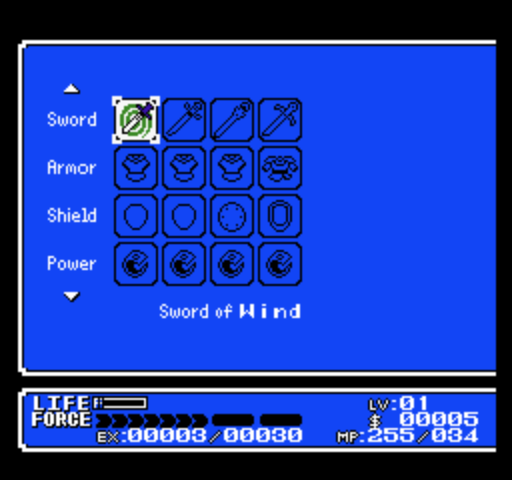 Sword
Armor
Shield
Power
Sword of Wind
LIFE LV:01
FORCE $ 00005
EX:00003/00030 MP:255/034